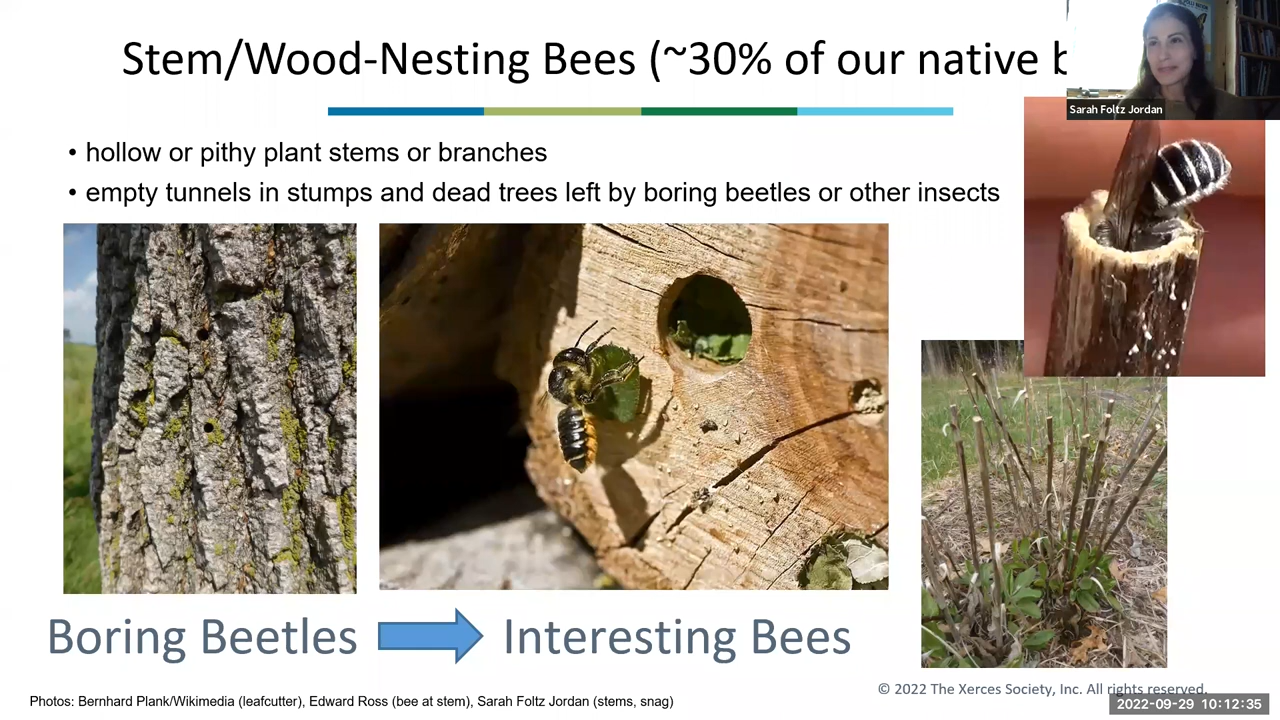 Stem/Wood-Nesting Bees (~30% of our native
Sarah Foltz Jordan
• hollow or pithy plant stems or branches
• empty tunnels in stumps and dead trees left by boring beetles or other insects
Boring Beetles
Interesting Bees
© 2022 The Xerces Society, Inc. All rights reserved.
Photos: Bernhard Plank/Wikimedia (leafcutter), Edward Ross (bee at stem), Sarah Foltz Jordan (stems, snag)
2022-09-29 10:12:35